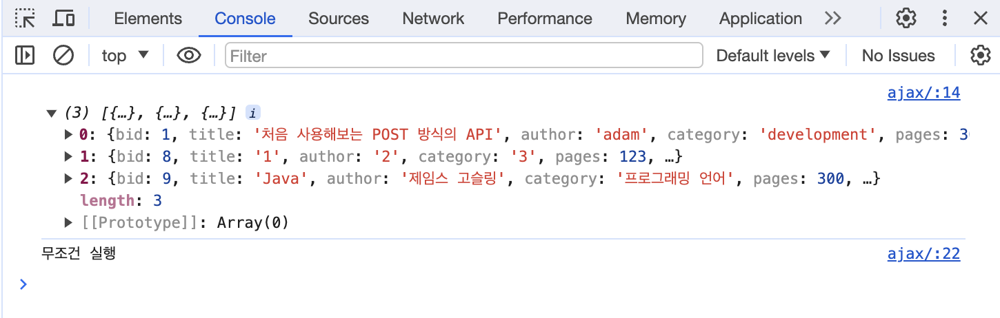 Elements Console Sources Network Performance Memory Application
top Filter Default levels No Issues
ajax/:14
(3) [{…}, {…}, {…}] i
0: {bid: 1, title: '처음 사용해보는 POST 방식의 API', author: 'adam', category: 'development', pages: 3
1: {bid: 8, title: '1', author: '2', category: '3', pages: 123, …}
2: {bid: 9, title: 'Java', author: '제임스 고슬링', category: '프로그래밍 언어', pages: 300, …}
length: 3
[[Prototype]]: Array(0)
무조건 실행 ajax/:22